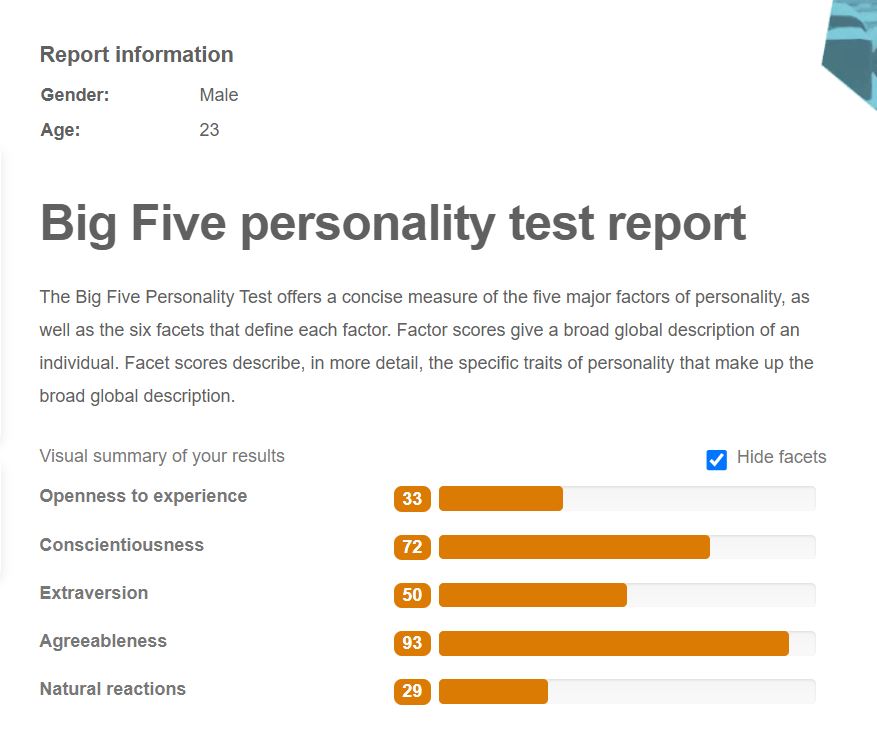 Report information
Gender: Male
Age: 23
Big Five personality test report
The Big Five Personality Test offers a concise measure of the five major factors of personality, as
well as the six facets that define each factor. Factor scores give a broad global description of an
individual. Facet scores describe, in more detail, the specific traits of personality that make up the
broad global description.
Visual summary of your results Hide facets
Openness to experience 33
Conscientiousness 72
Extraversion 50
Agreeableness 93
Natural reactions 29